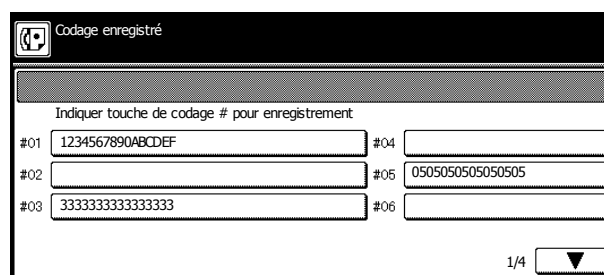 Codage enregistré
Indiquer touche de codage # pour enregistrement
#01 1234567890ABCDEF #04
#02 #05 0505050505050505
#03 3333333333333333 #06
1/4